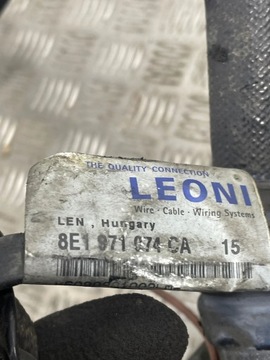 THE QUALITY CONNECTION
LEONI
Wire · Cable · Wiring Systems
LEN , Hungary
8E1 971 074 CA 15